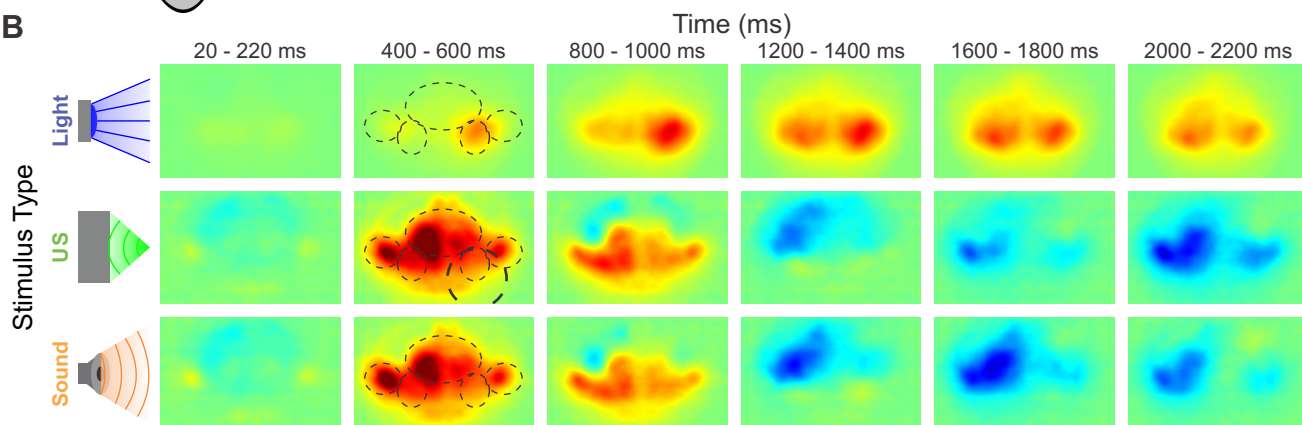 B
Time (ms)
20 - 220 ms
400 - 600 ms
800 - 1000 ms
1200 - 1400 ms
1600 - 1800 ms
2000 - 2200 ms
Stimulus Type
Light
US
Sound